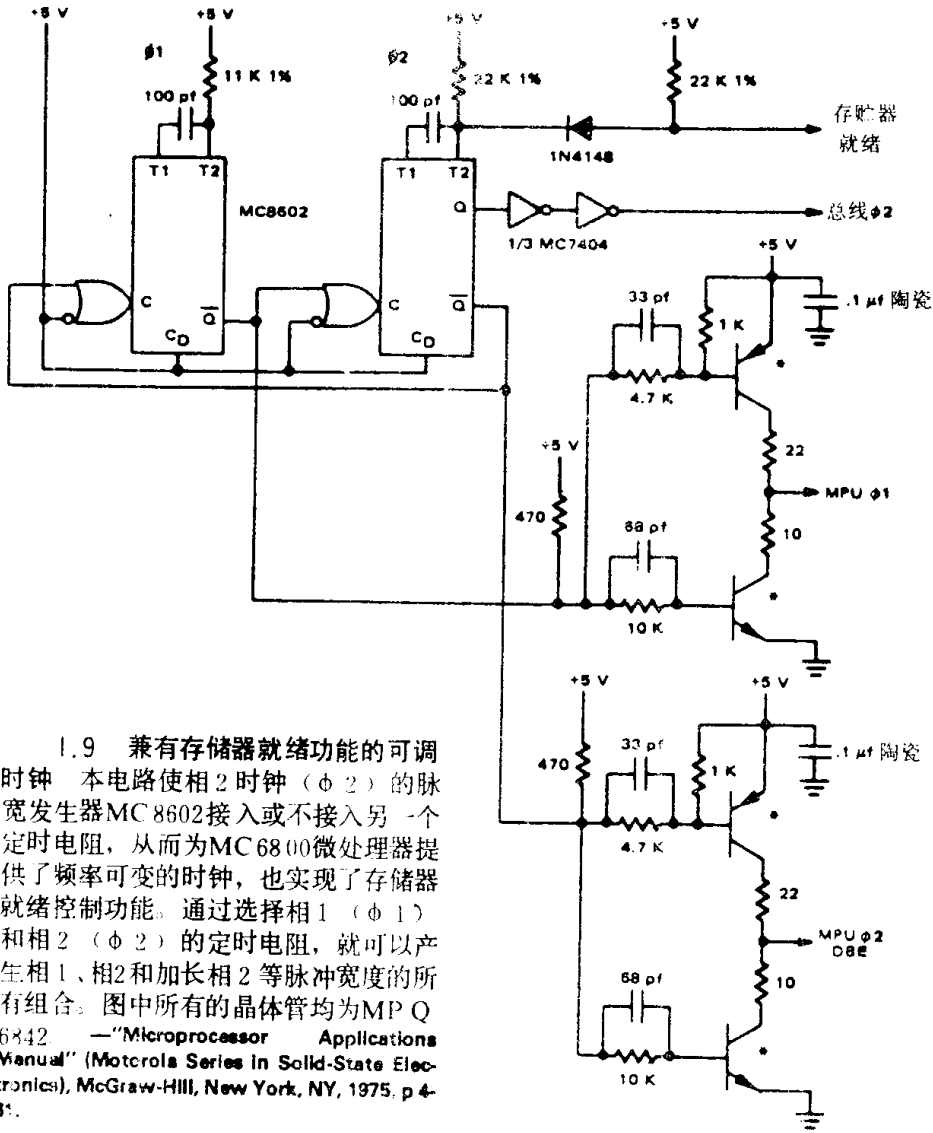 +5 V
+5 V
+5 V
+5 V
φ1
φ2
11 K 1%
22 K 1%
22 K 1%
100 pf
100 pf
存贮器
就绪
T1 T2
T1 T2
1N4148
MC8602
Q
总线φ2
1/3 MC7404
+5 V
C
Q
C
Q
33 pf
.1 μf 陶瓷
1 K
CD
CD
*
4.7 K
+5 V
22
MPU φ1
470
68 pf
10
*
10 K
+5 V
+5 V
1.9 兼有存储器就绪功能的可调
时钟 本电路使相2时钟（φ2）的脉
宽发生器MC8602接入或不接入另一个
定时电阻，从而为MC6800微处理器提
供了频率可变的时钟，也实现了存储器
就绪控制功能。通过选择相1（φ1）
和相2（φ2）的定时电阻，就可以产
生相1、相2和加长相2等脉冲宽度的所
有组合。图中所有的晶体管均为MPQ
6842. —"Microprocessor Applications
Manual" (Motorola Series in Solid-State Elec-
tronics), McGraw-Hill, New York, NY, 1975, p 4-
470
33 pf
1 K
.1 μf 陶瓷
*
4.7 K
22
MPU φ2
DBE
68 pf
10
*
10 K